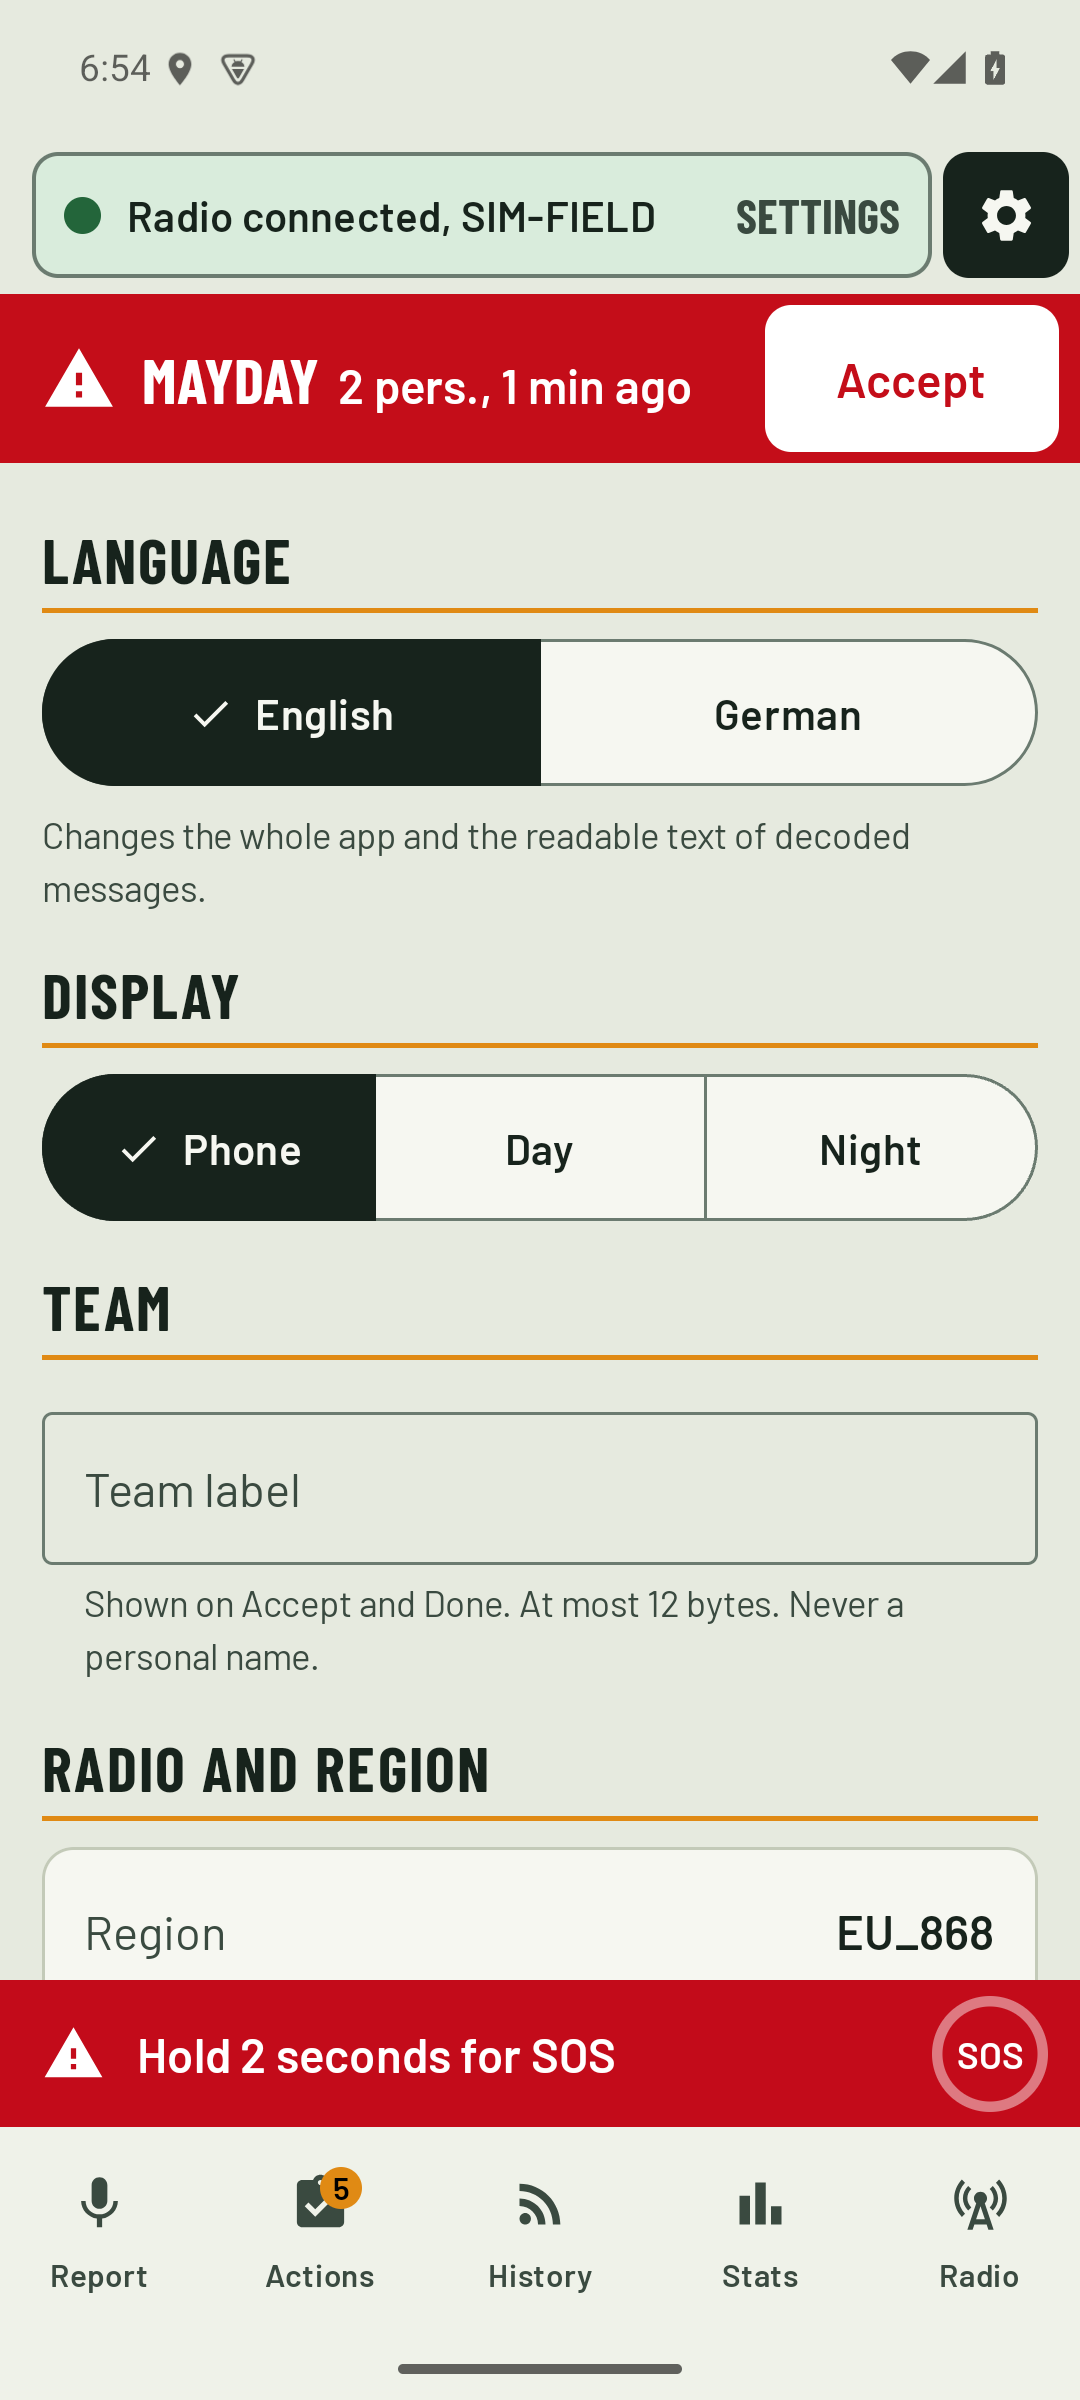 6:54
Radio connected, SIM-FIELD SETTINGS
MAYDAY 2 pers., 1 min ago Accept
LANGUAGE
English German
Changes the whole app and the readable text of decoded
messages.
DISPLAY
Phone Day Night
TEAM
Team label
Shown on Accept and Done. At most 12 bytes. Never a
personal name.
RADIO AND REGION
Region EU_868
Hold 2 seconds for SOS SOS
5
Report Actions History Stats Radio